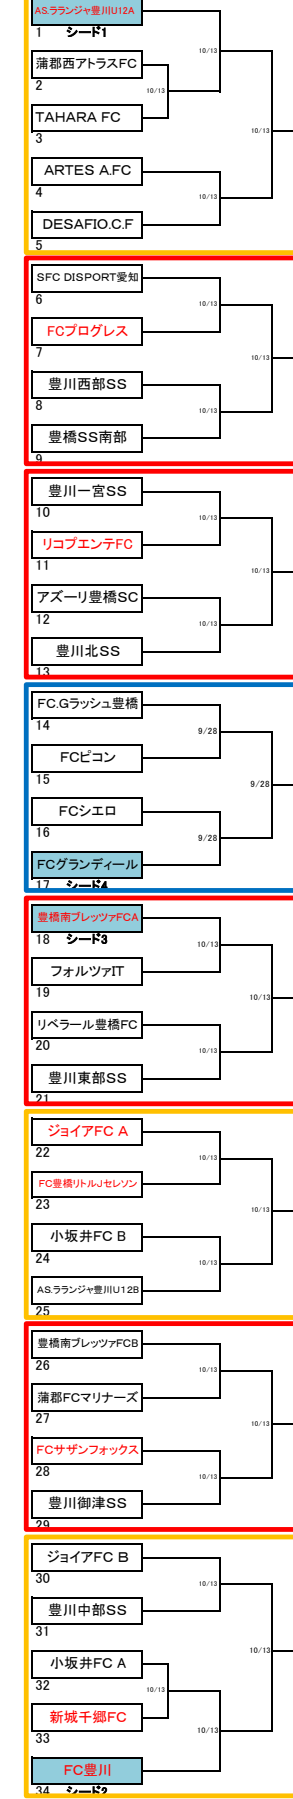 AS.ラランジャ豊川U12A
1 シード1
10/13
蒲郡西アトラスFC
2
10/13
TAHARA FC
3
10/13
ARTES A.FC
4
10/13
DESAFIO.C.F
5
SFC DISPORT愛知
6
10/13
FCプログレス
7
10/13
豊川西部SS
8
10/13
豊橋SS南部
9
豊川一宮SS
10
10/13
リコプエンテFC
11
10/13
アズーリ豊橋SC
12
10/13
豊川北SS
13
FC.Gラッシュ豊橋
14
9/28
FCピコン
15
9/28
FCシエロ
16
9/28
FCグランディール
17 シード4
豊橋南ブレッツァFCA
18 シード3
10/13
フォルツァIT
19
10/13
リベラール豊橋FC
20
10/13
豊川東部SS
21
ジョイアFC A
22
10/13
FC豊橋リトルJセレソン
23
10/13
小坂井FC B
24
10/13
AS.ラランジャ豊川U12B
25
豊橋南ブレッツァFCB
26
10/13
蒲郡FCマリナーズ
27
10/13
FCサザンフォックス
28
10/13
豊川御津SS
29
ジョイアFC B
30
10/13
豊川中部SS
31
10/13
小坂井FC A
32
10/13
新城千郷FC
33
10/13
FC豊川
34 シード2